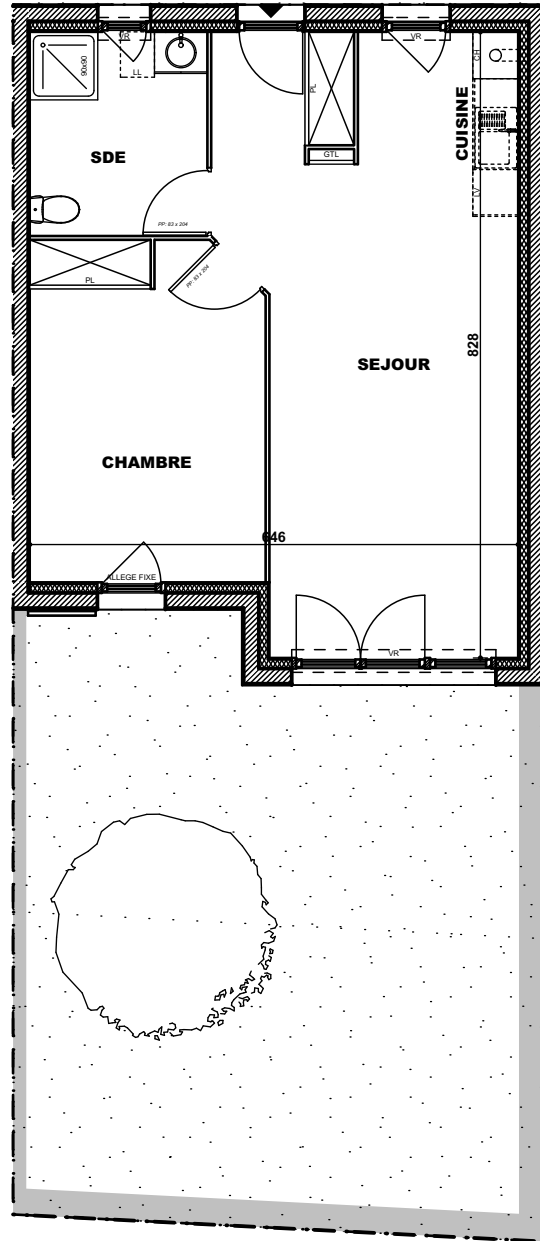 VR
VR
90x90
LL
PL
CH
CUISINE
GTL
SDE
LV
PP: 83 x 204
PP: 83 x 204
PL
828
SEJOUR
CHAMBRE
646
ALLEGE FIXE
VR